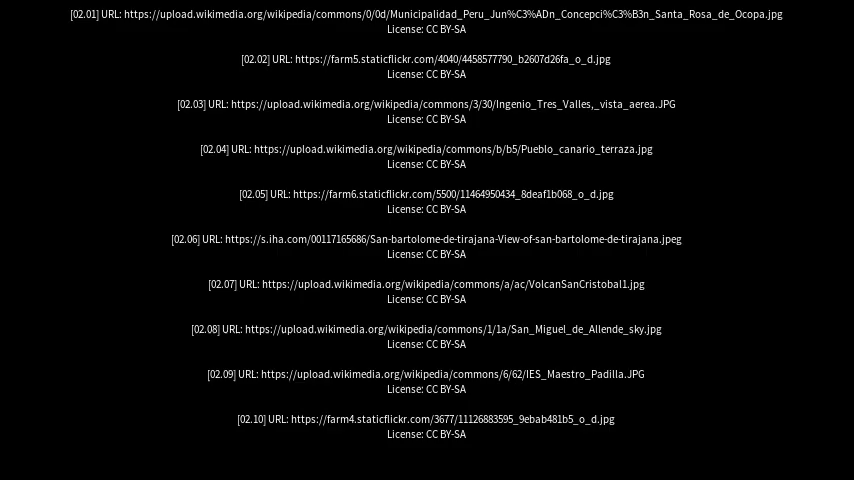 [02.01] URL: https://upload.wikimedia.org/wikipedia/commons/0/0d/Municipalidad_Peru_Jun%C3%ADn_Concepci%C3%B3n_Santa_Rosa_de_Ocopa.jpg
License: CC BY-SA
[02.02] URL: https://farm5.staticflickr.com/4040/4458577790_b2607d26fa_o_d.jpg
License: CC BY-SA
[02.03] URL: https://upload.wikimedia.org/wikipedia/commons/3/30/Ingenio_Tres_Valles,_vista_aerea.JPG
License: CC BY-SA
[02.04] URL: https://upload.wikimedia.org/wikipedia/commons/b/b5/Pueblo_canario_terraza.jpg
License: CC BY-SA
[02.05] URL: https://farm6.staticflickr.com/5500/11464950434_8deaf1b068_o_d.jpg
License: CC BY-SA
[02.06] URL: https://s.iha.com/00117165686/San-bartolome-de-tirajana-View-of-san-bartolome-de-tirajana.jpeg
License: CC BY-SA
[02.07] URL: https://upload.wikimedia.org/wikipedia/commons/a/ac/VolcanSanCristobal1.jpg
License: CC BY-SA
[02.08] URL: https://upload.wikimedia.org/wikipedia/commons/1/1a/San_Miguel_de_Allende_sky.jpg
License: CC BY-SA
[02.09] URL: https://upload.wikimedia.org/wikipedia/commons/6/62/IES_Maestro_Padilla.JPG
License: CC BY-SA
[02.10] URL: https://farm4.staticflickr.com/3677/11126883595_9ebab481b5_o_d.jpg
License: CC BY-SA